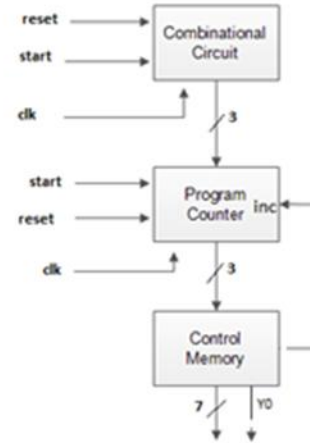 reset
Combinational
Circuit
start
clk
3
start
Program
Counter
inc
reset
clk
3
Control
Memory
7
Y0